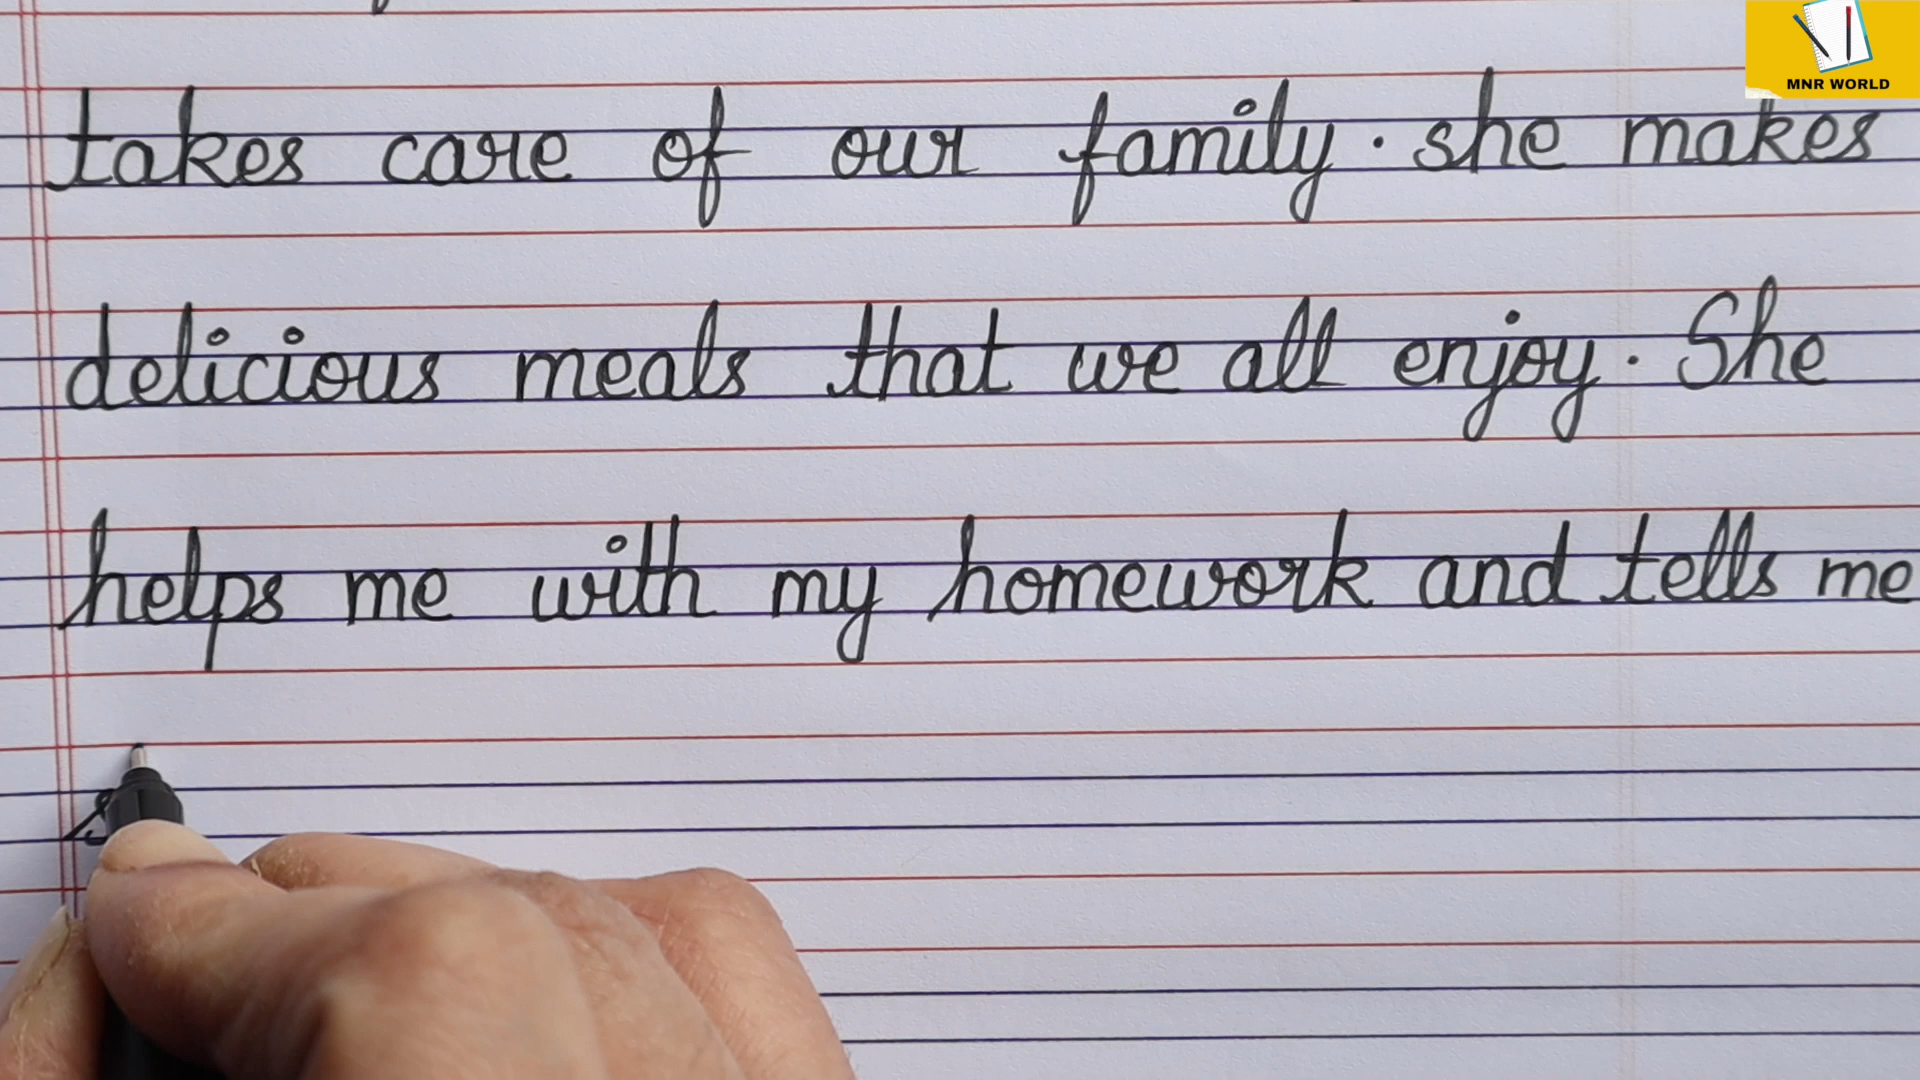 MNR WORLD
takes care of our family. she makes
delicious meals that we all enjoy. She
helps me with my homework and tells me
s